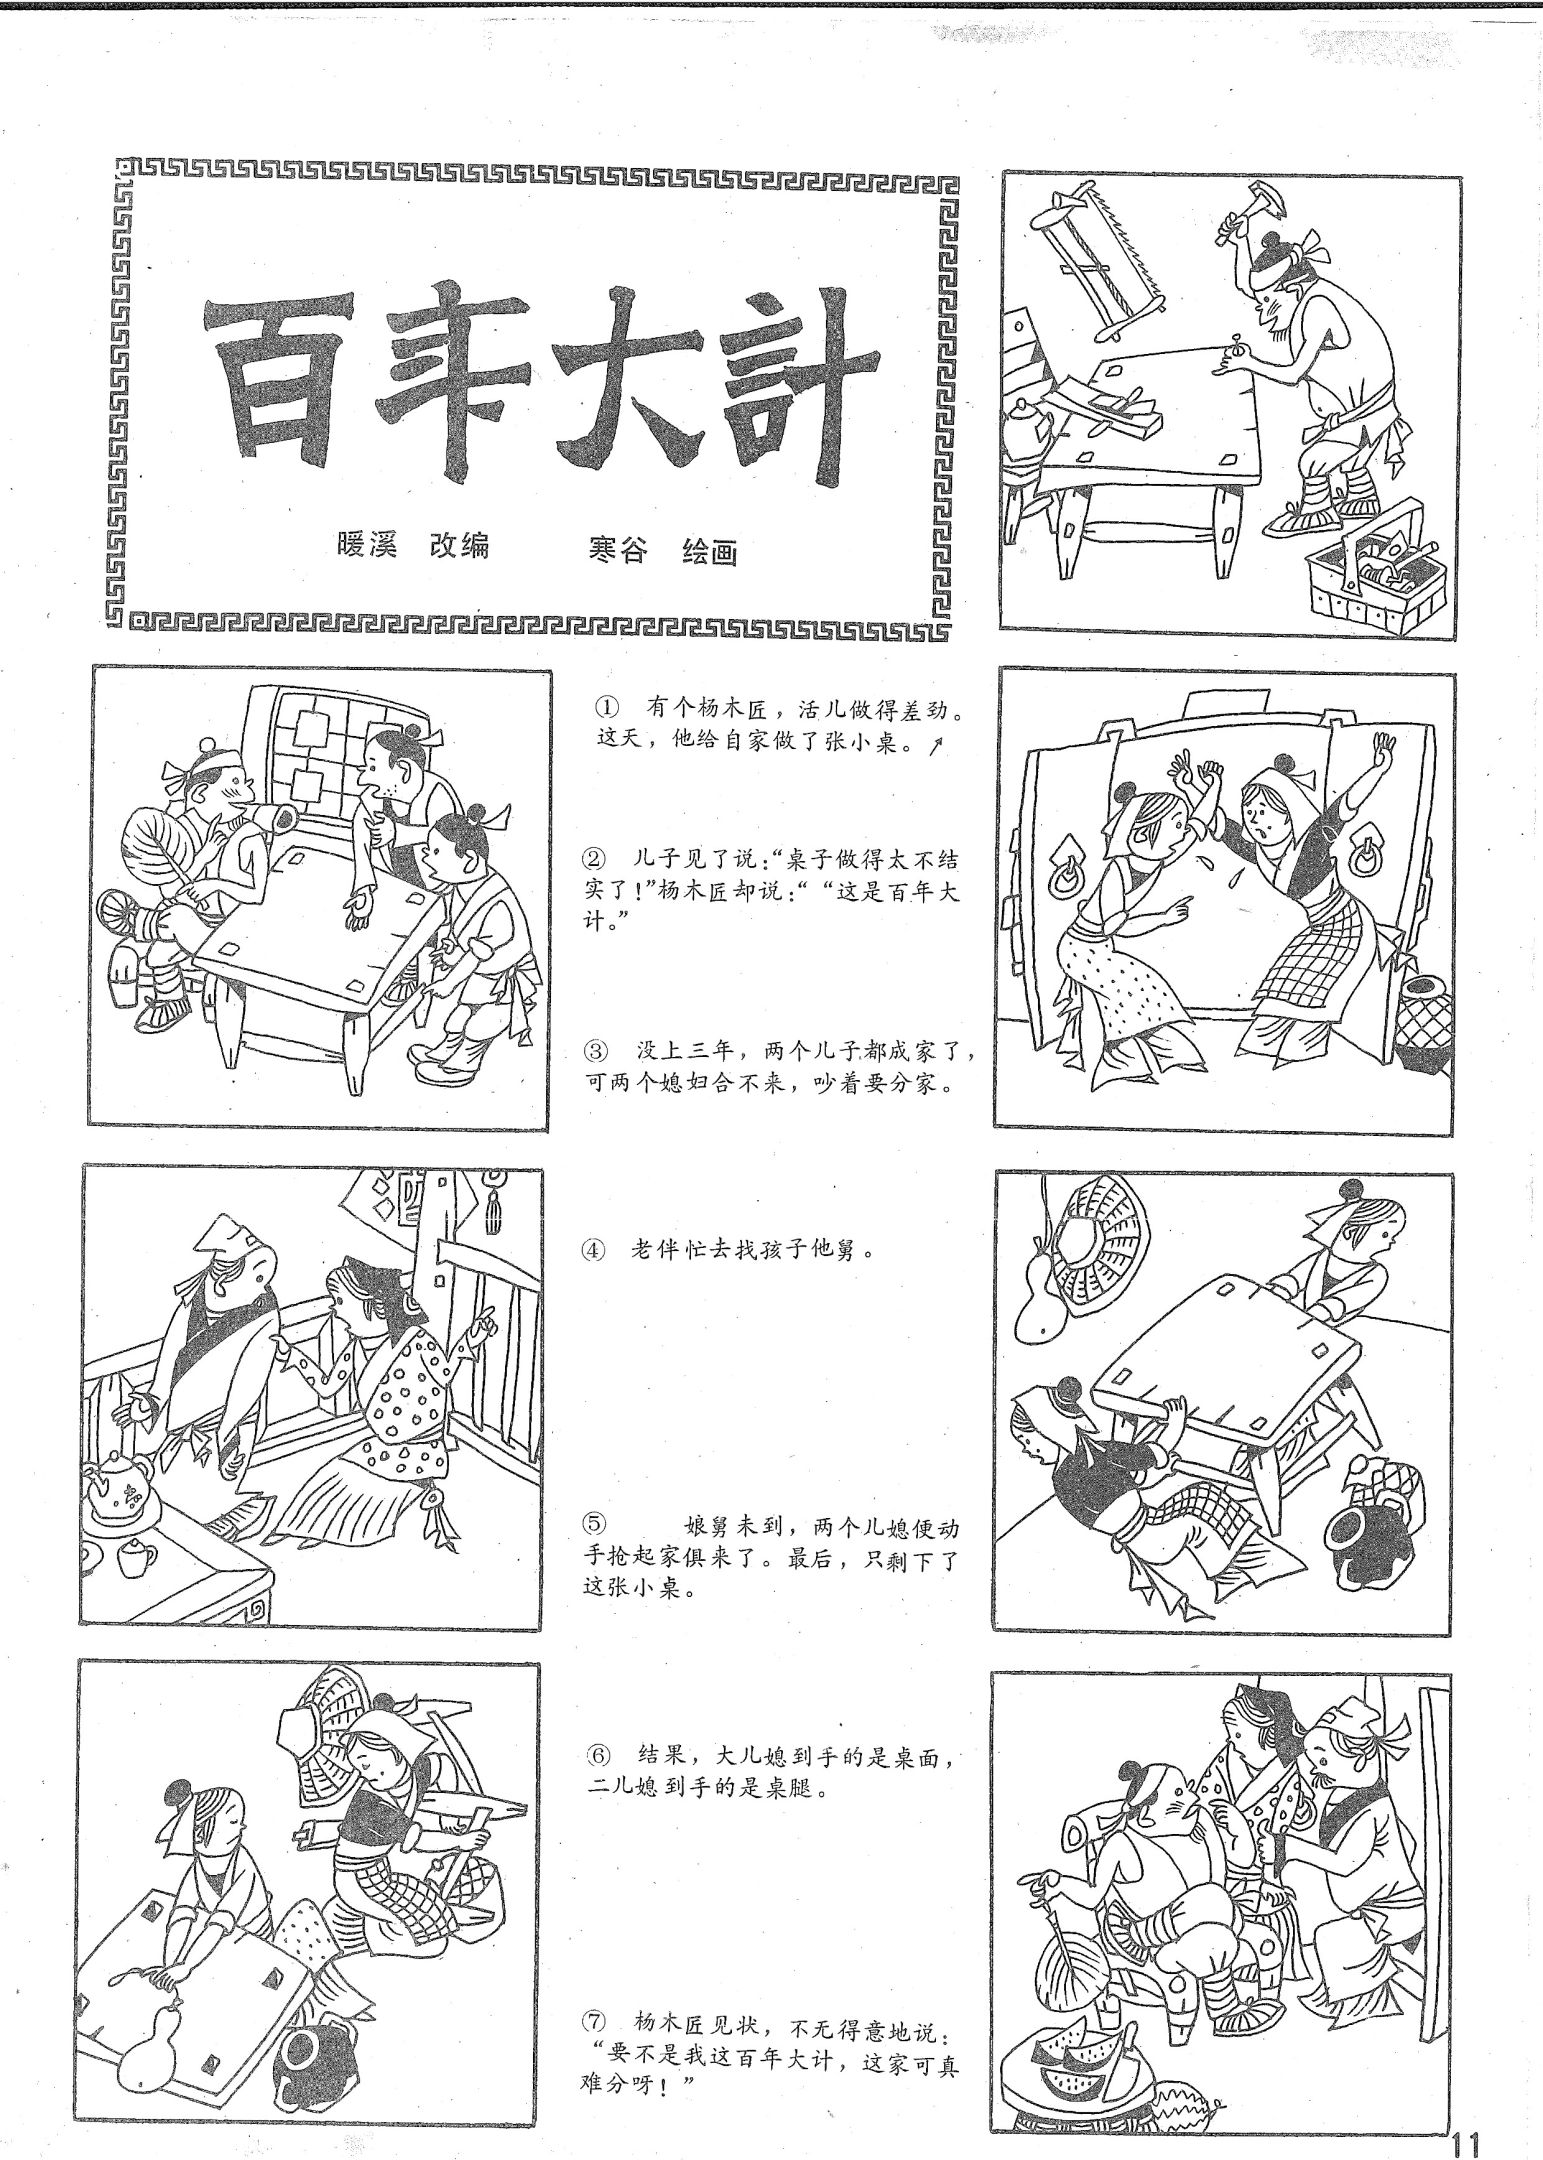 百年大計
暖溪 改编 寒谷 绘画
① 有个杨木匠，活儿做得差劲。
这天，他给自家做了张小桌。↗
② 儿子见了说：“桌子做得太不结
实了！”杨木匠却说：“ “这是百年大
计。”
③ 没上三年，两个儿子都成家了，
可两个媳妇合不来，吵着要分家。
④ 老伴忙去找孩子他舅。
⑤ 娘舅未到，两个儿媳便动
手抢起家俱来了。最后，只剩下了
这张小桌。
⑥ 结果，大儿媳到手的是桌面，
二儿媳到手的是桌腿。
⑦ 杨木匠见状，不无得意地说：
“要不是我这百年大计，这家可真
难分呀！”
11